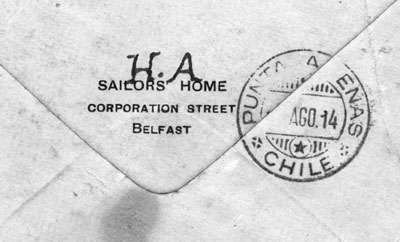 H.A
SAILORS' HOME
CORPORATION STREET
BELFAST
PUNTA ARENAS
AGO.14
CHILE